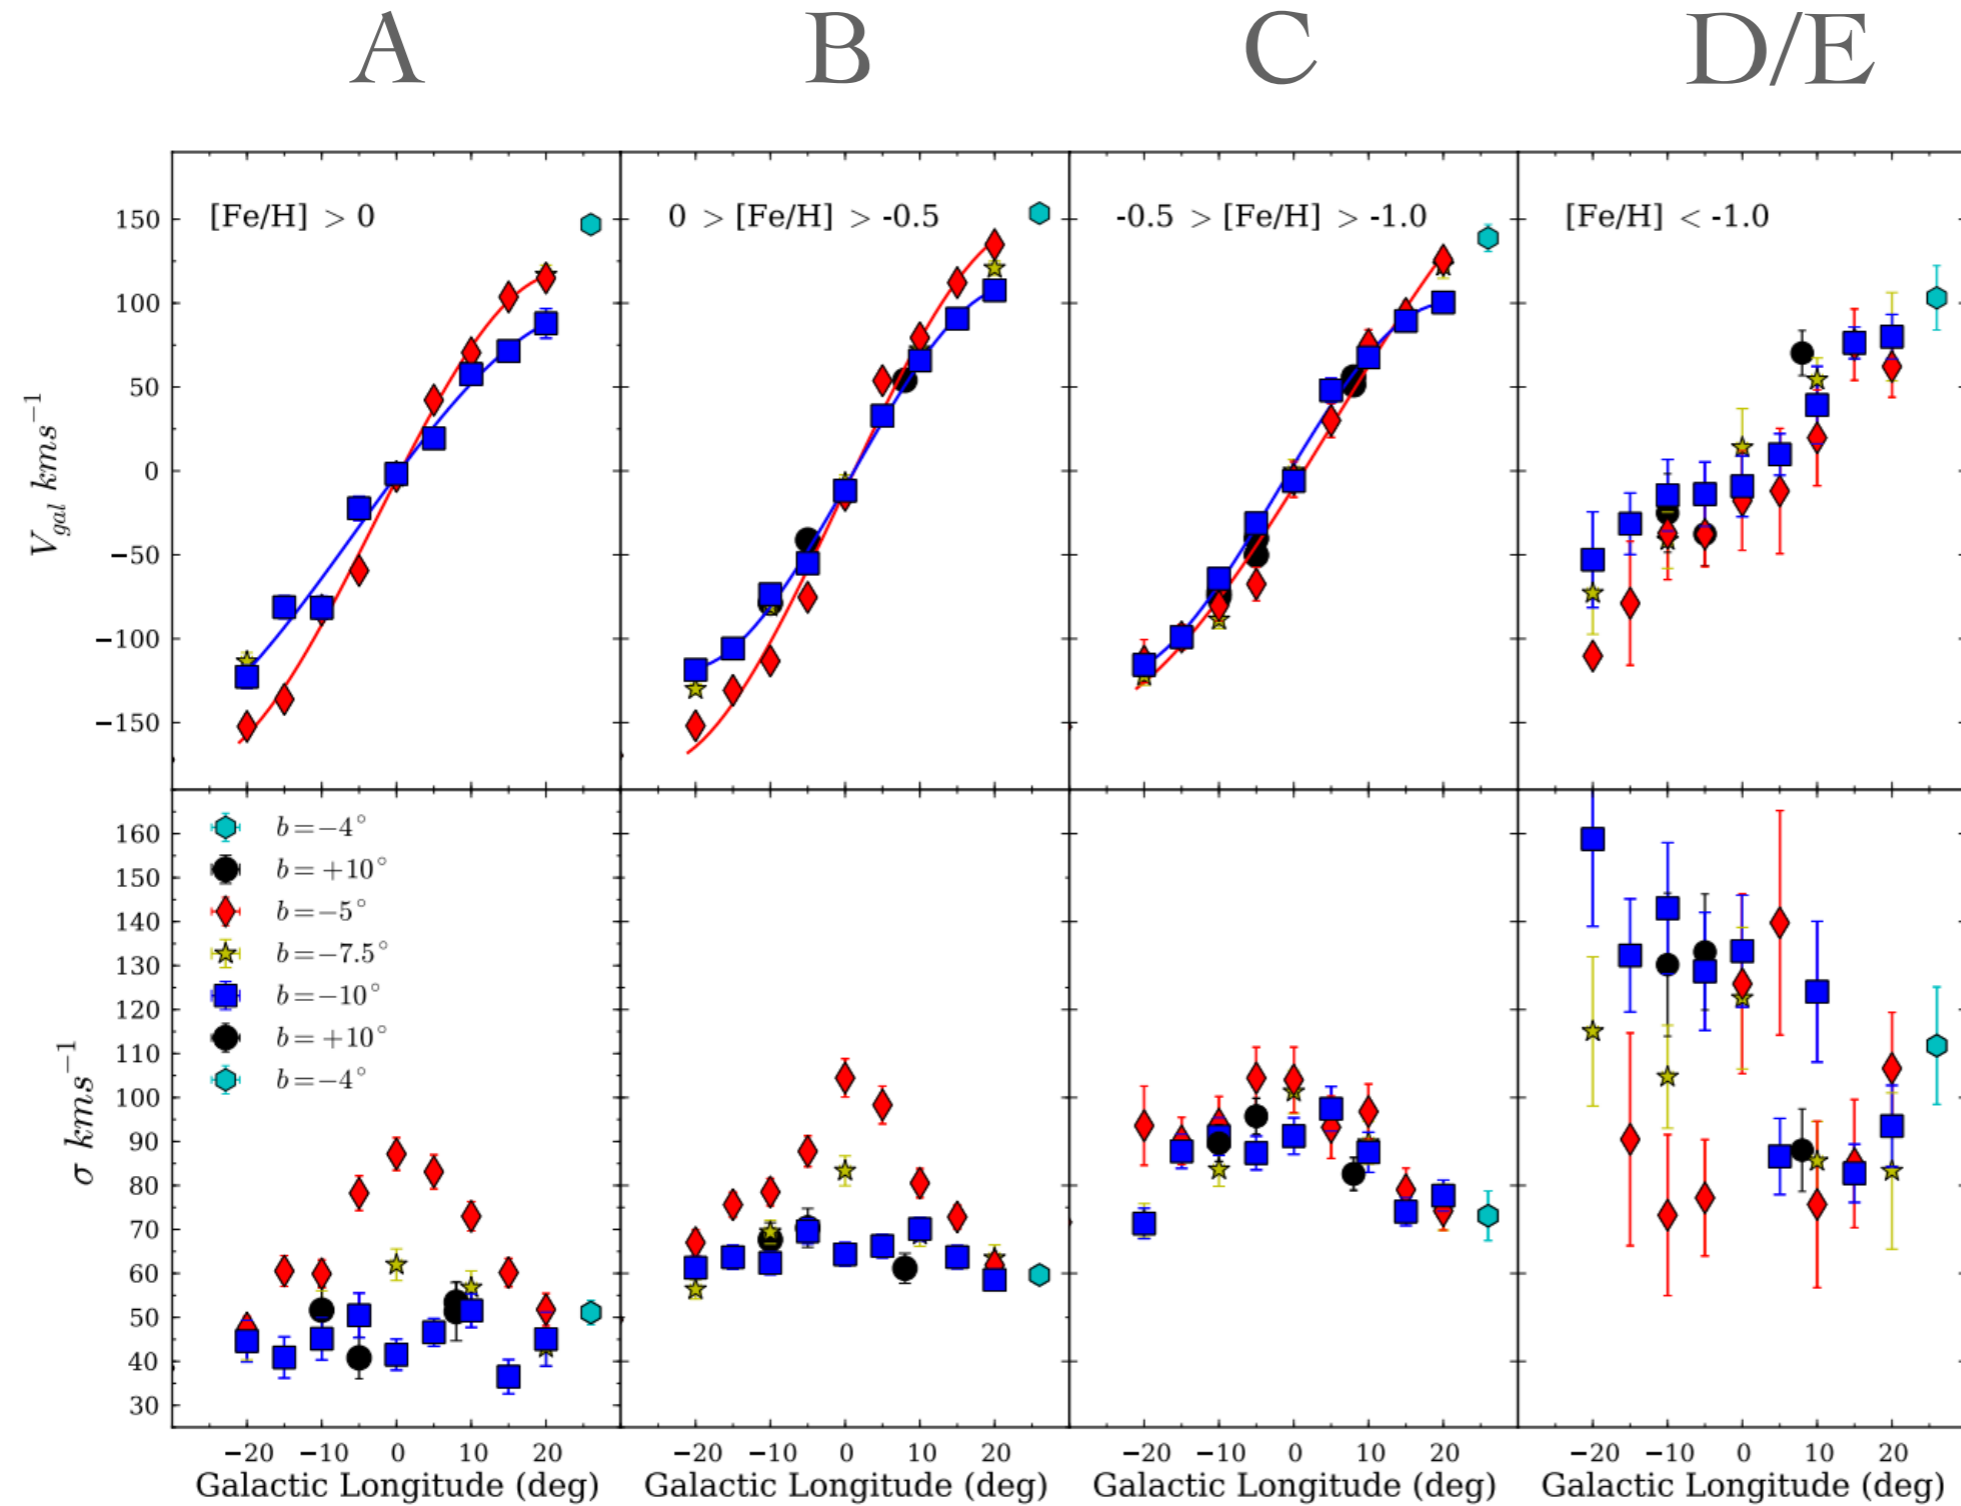 A B C D/E
[Fe/H] > 0
0 > [Fe/H] > -0.5
-0.5 > [Fe/H] > -1.0
[Fe/H] < -1.0
150
100
50
0
−50
−100
−150
V_gal kms⁻¹
160
150
140
130
120
110
100
90
80
70
60
50
40
30
σ kms⁻¹
b=−4°
b=+10°
b=−5°
b=−7.5°
b=−10°
b=+10°
b=−4°
−20 −10 0 10 20 −20 −10 0 10 20 −20 −10 0 10 20 −20 −10 0 10 20
Galactic Longitude (deg) Galactic Longitude (deg) Galactic Longitude (deg) Galactic Longitude (deg)